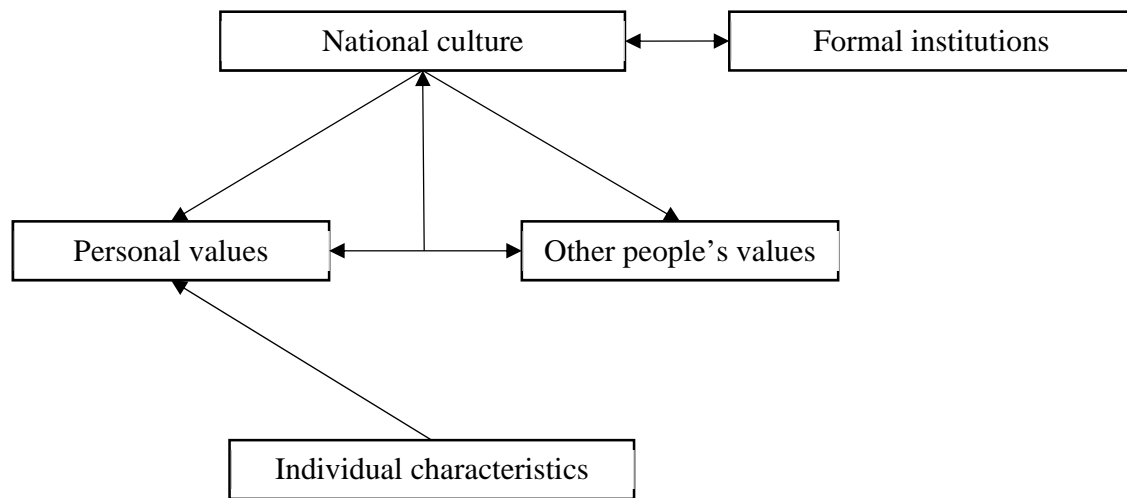 National culture
Formal institutions
Personal values
Other people’s values
Individual characteristics